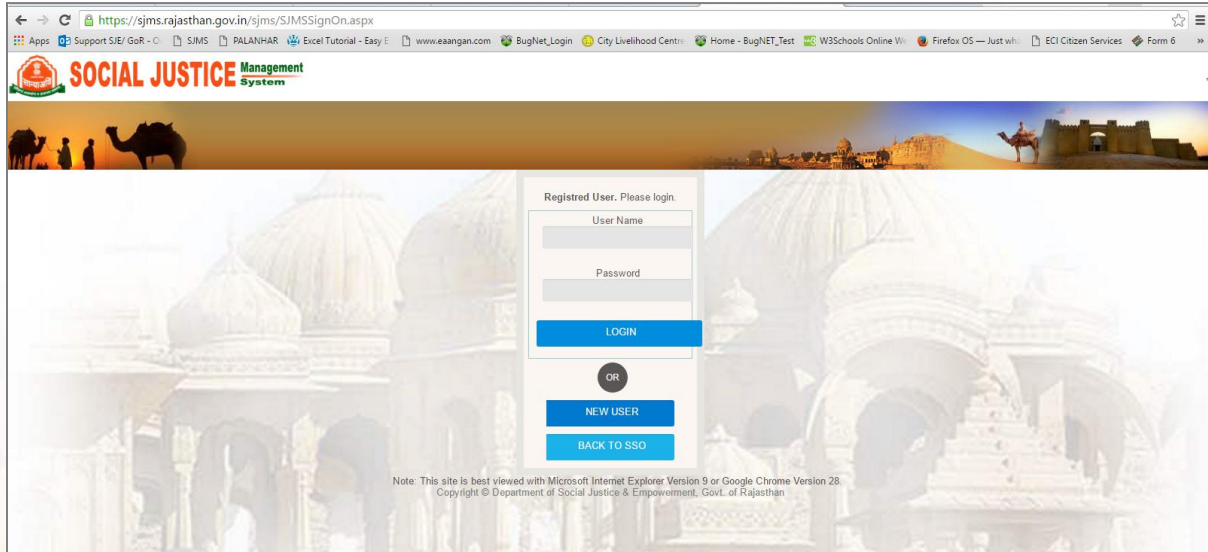 https://sjms.rajasthan.gov.in/sjms/SJMSSignOn.aspx
Apps Support SJE/ GoR - O SJMS PALANHAR Excel Tutorial - Easy E www.eaangan.com BugNet_Login City Livelihood Centre Home - BugNET_Test W3Schools Online We Firefox OS — Just wh ECI Citizen Services Form 6 »
SOCIAL JUSTICE Management System
Registred User. Please login.
User Name
Password
LOGIN
OR
NEW USER
BACK TO SSO
Note: This site is best viewed with Microsoft Internet Explorer Version 9 or Google Chrome Version 28.
Copyright © Department of Social Justice & Empowerment, Govt. of Rajasthan